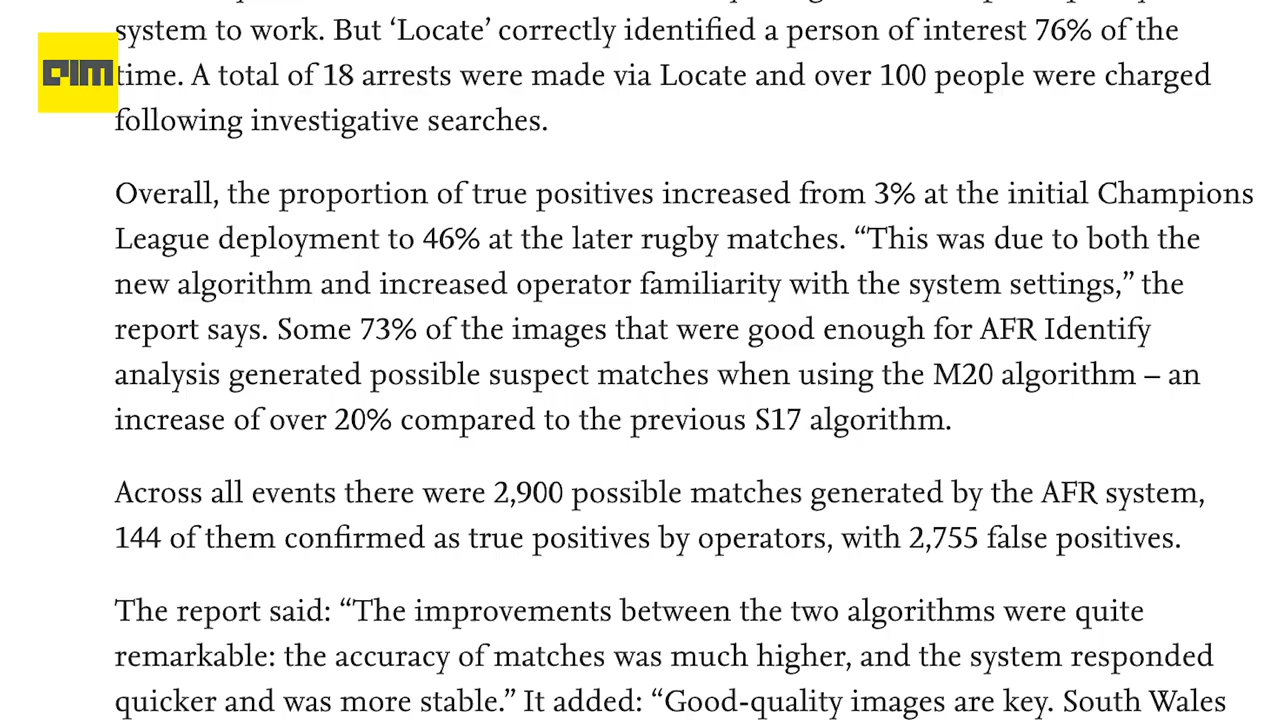 system to work. But ‘Locate’ correctly identified a person of interest 76% of the
AIM
time. A total of 18 arrests were made via Locate and over 100 people were charged
following investigative searches.
Overall, the proportion of true positives increased from 3% at the initial Champions
League deployment to 46% at the later rugby matches. “This was due to both the
new algorithm and increased operator familiarity with the system settings,” the
report says. Some 73% of the images that were good enough for AFR Identify
analysis generated possible suspect matches when using the M20 algorithm – an
increase of over 20% compared to the previous S17 algorithm.
Across all events there were 2,900 possible matches generated by the AFR system,
144 of them confirmed as true positives by operators, with 2,755 false positives.
The report said: “The improvements between the two algorithms were quite
remarkable: the accuracy of matches was much higher, and the system responded
quicker and was more stable.” It added: “Good-quality images are key. South Wales